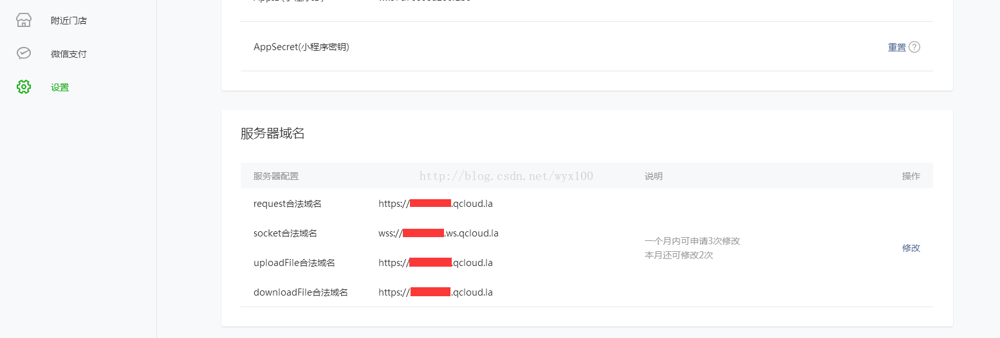 附近门店
微信支付
设置
AppSecret(小程序密钥)
重置
?
服务器域名
服务器配置
http://blog.csdn.net/wyx100
说明
操作
request合法域名
https://
.qcloud.la
socket合法域名
wss://
.ws.qcloud.la
uploadFile合法域名
https://
.qcloud.la
downloadFile合法域名
https://
.qcloud.la
一个月内可申请3次修改
本月还可修改2次
修改